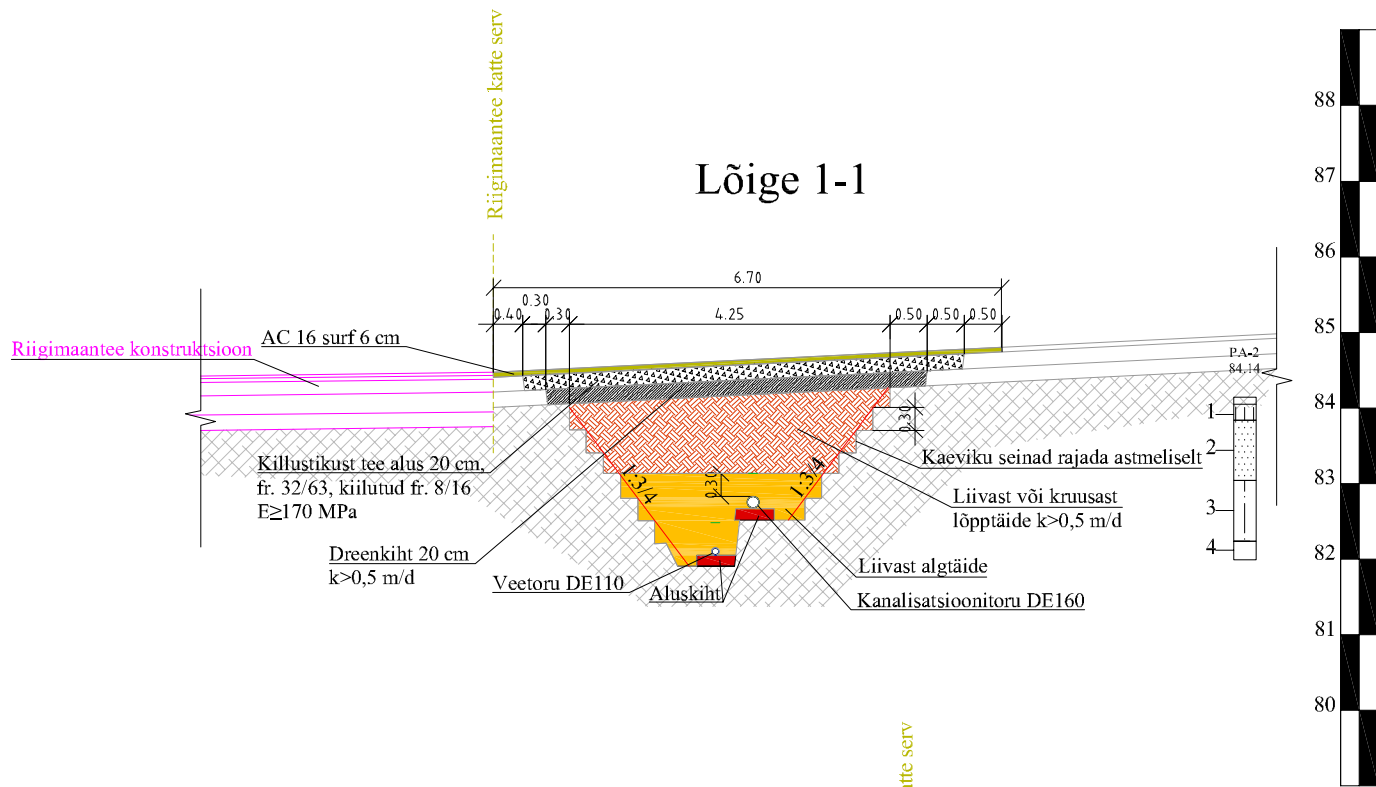 Riigimaantee katte serv
Lõige 1-1
88
87
86
85
84
83
82
81
80
6.70
0.30
0.40
0.30
4.25
0.50
0.50
0.50
AC 16 surf 6 cm
Riigimaantee konstruktsioon
PA-2
84.14
1
2
3
4
0.30
0.30
1:3/4
1:3/4
Killustikust tee alus 20 cm,
fr. 32/63, kiilutud fr. 8/16
E≥170 MPa
Kaeviku seinad rajada astmeliselt
Liivast või kruusast
lõpptäide k>0,5 m/d
Dreenkiht 20 cm
k>0,5 m/d
Veetoru DE110
Aluskiht
Liivast algtäide
Kanalisatsioonitoru DE160
tte serv